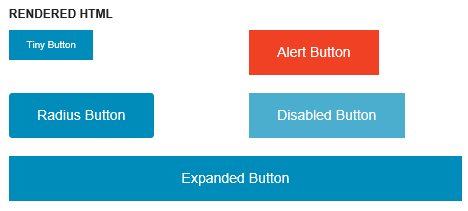 RENDERED HTML
Tiny Button
Alert Button
Radius Button
Disabled Button
Expanded Button